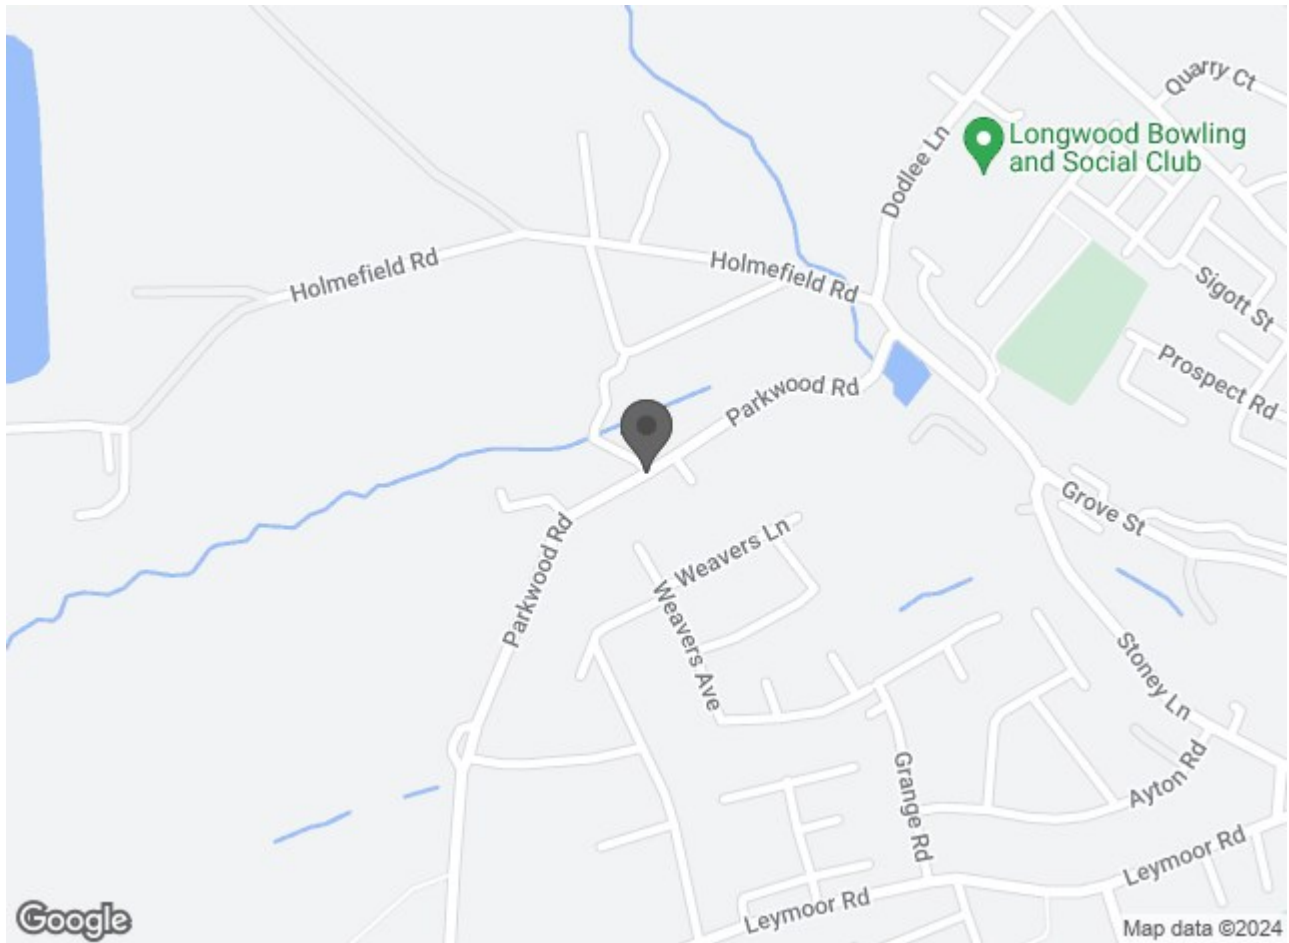 Quarry Ct
Dodlee Ln
Longwood Bowling
and Social Club
Holmefield Rd
Holmefield Rd
Sigott St
Prospect Rd
Parkwood Rd
Grove St
Parkwood Rd
Weavers Ln
Weavers Ave
Stoney Ln
Grange Rd
Ayton Rd
Leymoor Rd
Leymoor Rd
Google
Map data ©2024